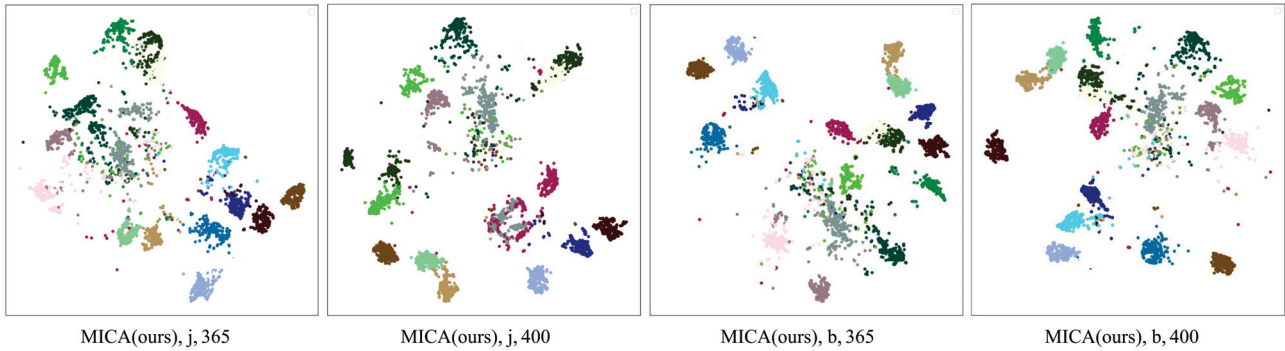 MICA(ours), j, 365
MICA(ours), j, 400
MICA(ours), b, 365
MICA(ours), b, 400